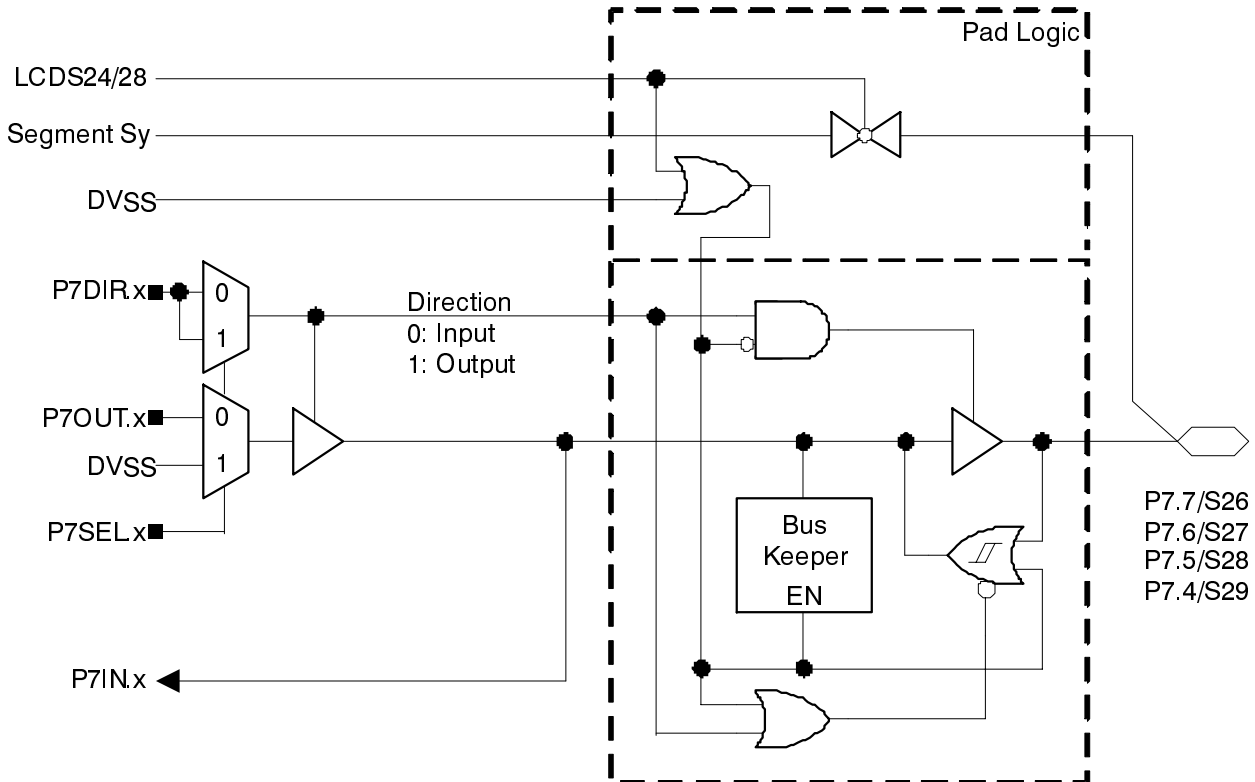 Pad Logic
LCDS24/28
Segment Sy
DVSS
P7DIR.x
0
1
Direction
0: Input
1: Output
P7OUT.x
0
DVSS
1
P7SEL.x
Bus
Keeper
EN
P7.7/S26
P7.6/S27
P7.5/S28
P7.4/S29
P7IN.x